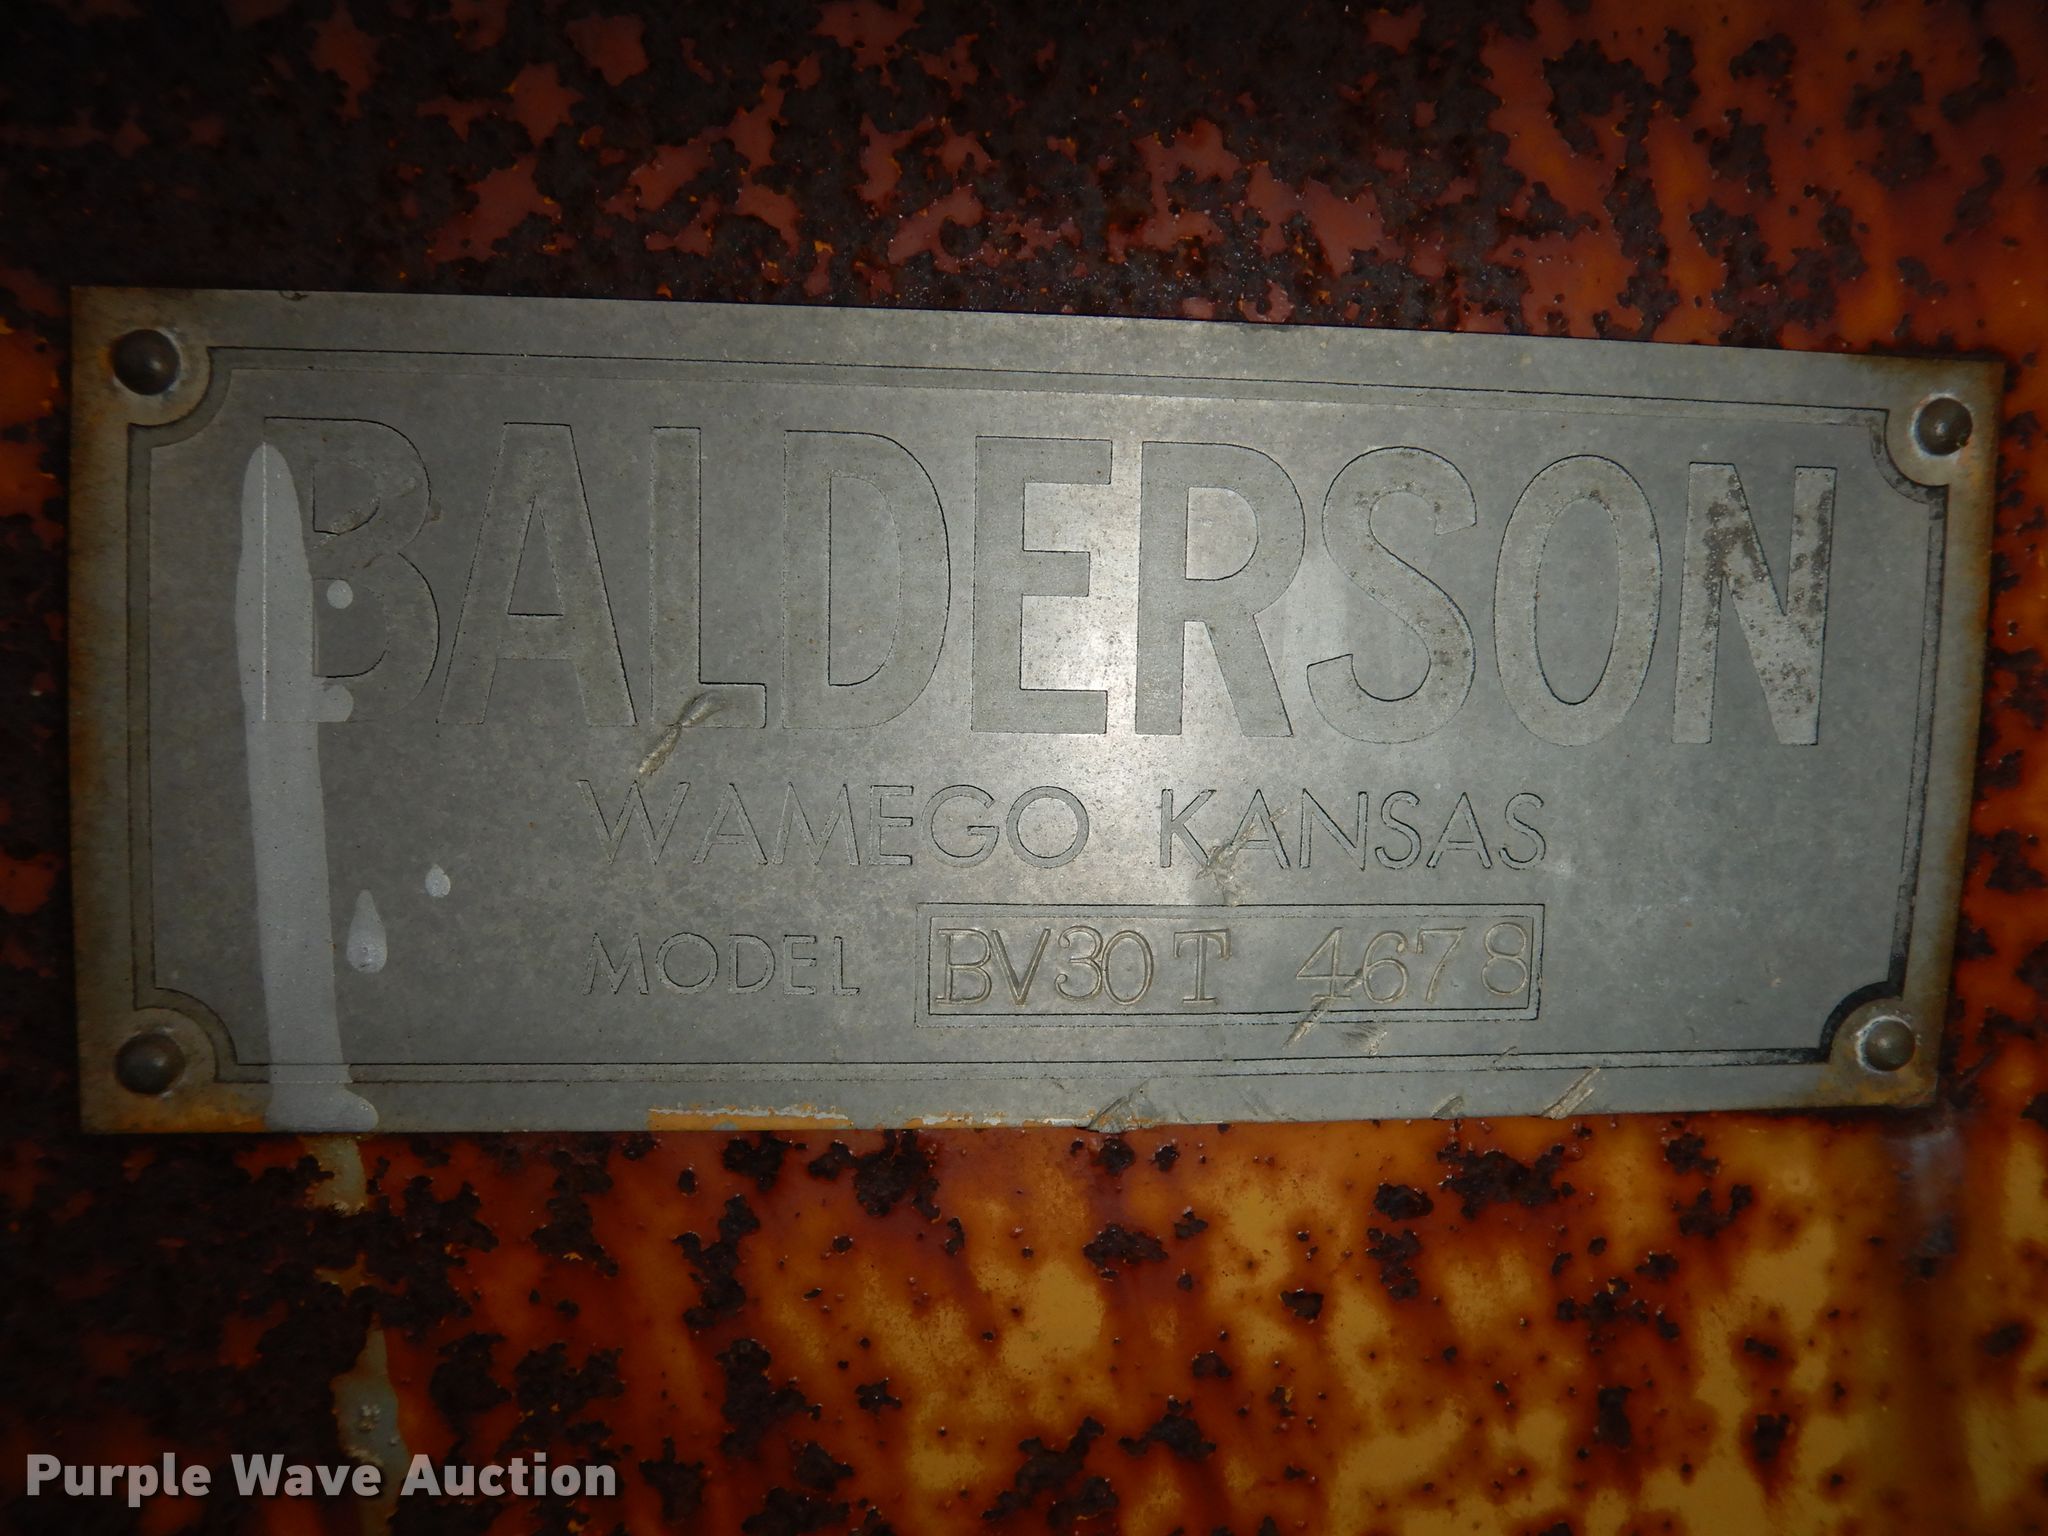 BALDERSON
WAMEGO KANSAS
MODEL BV30T 4678
Purple Wave Auction